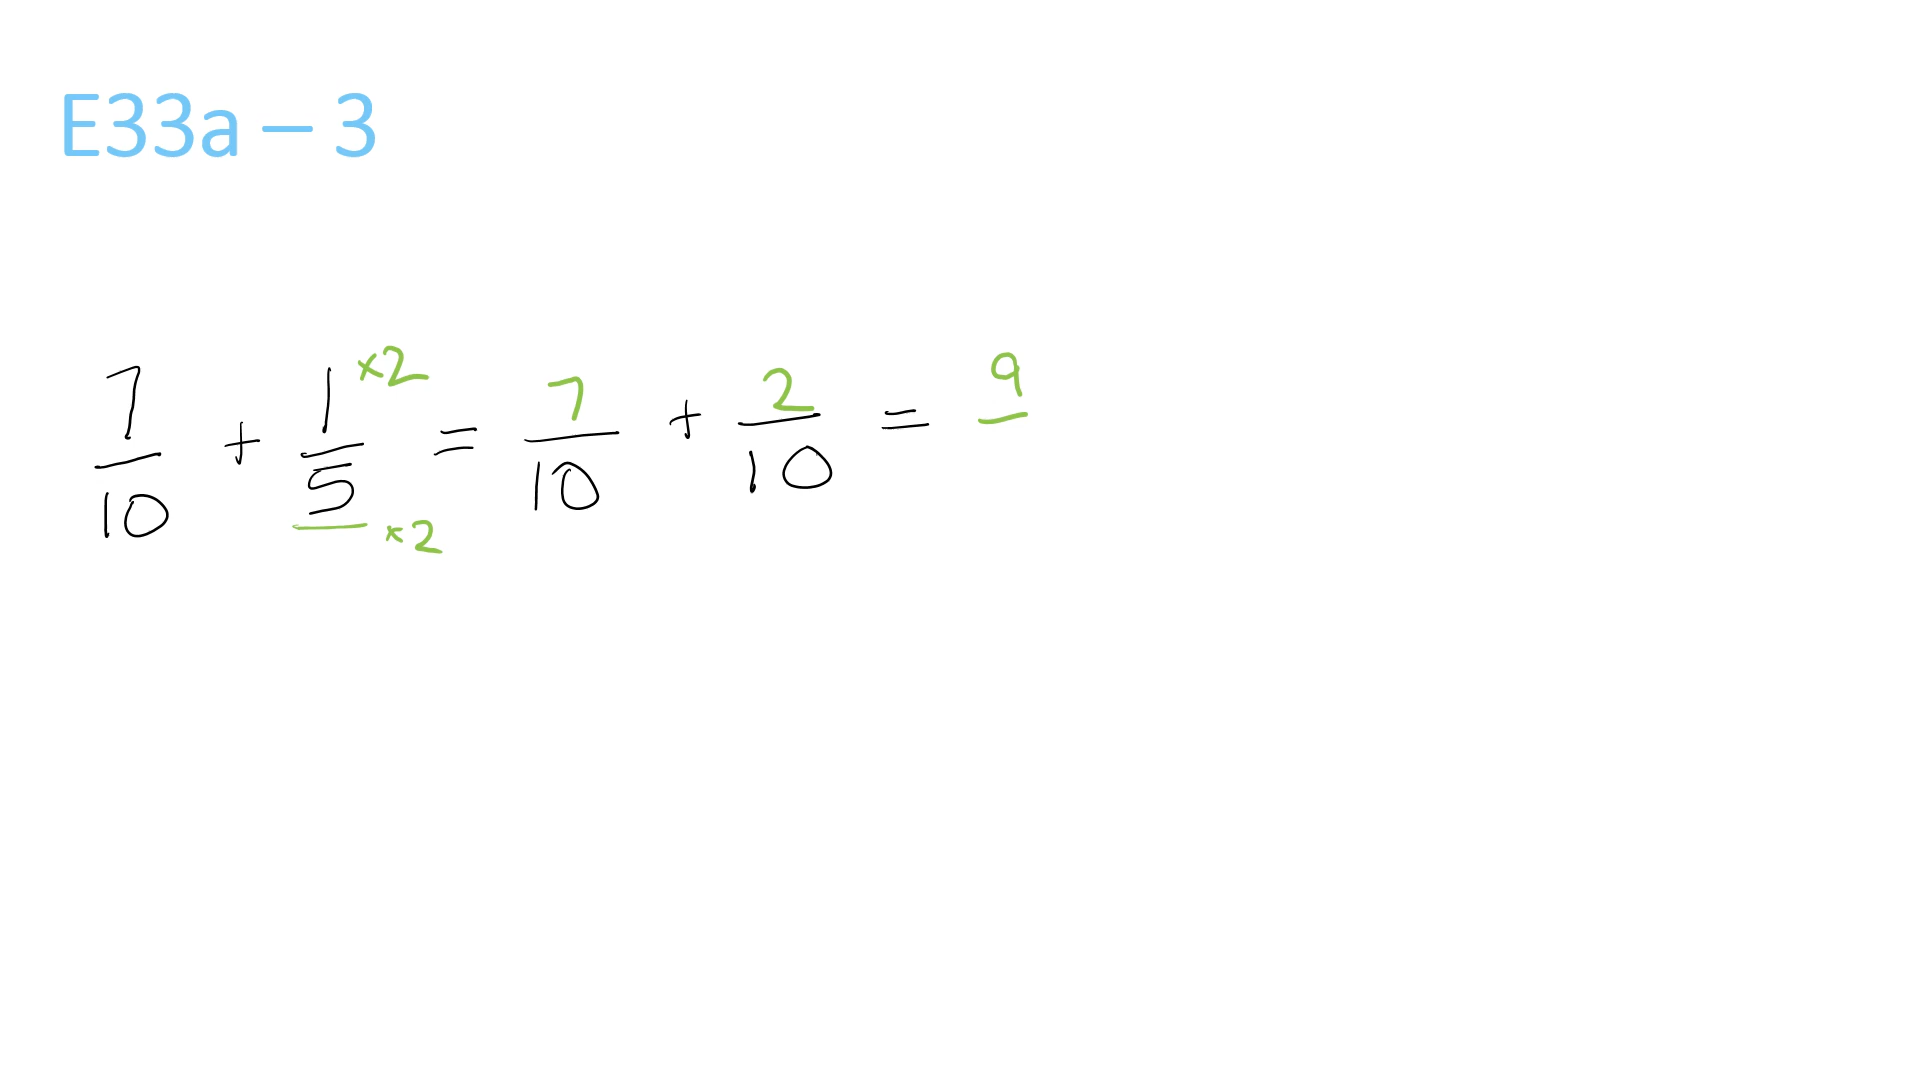 E33a – 3
7/10 + 1×2/5×2 = 7/10 + 2/10 = 9/